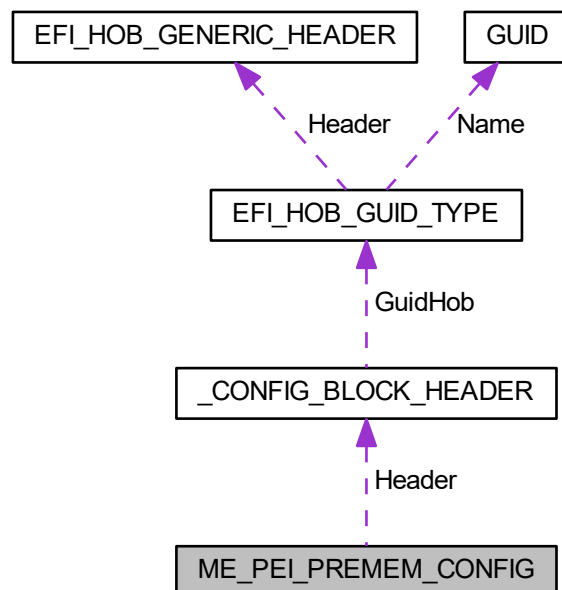 EFI_HOB_GENERIC_HEADER
GUID
Header
Name
EFI_HOB_GUID_TYPE
GuidHob
_CONFIG_BLOCK_HEADER
Header
ME_PEI_PREMEM_CONFIG